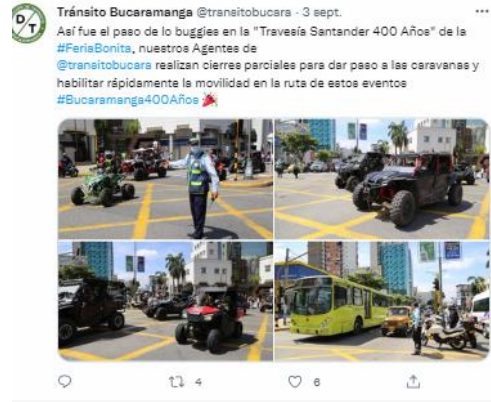 D T
Tránsito Bucaramanga @transitobucara · 3 sept.
Así fue el paso de lo buggies en la "Travesía Santander 400 Años" de la
#FeriaBonita, nuestros Agentes de
@transitobucara realizan cierres parciales para dar paso a las caravanas y
habilitar rápidamente la movilidad en la ruta de estos eventos
#Bucaramanga400Años
4
6